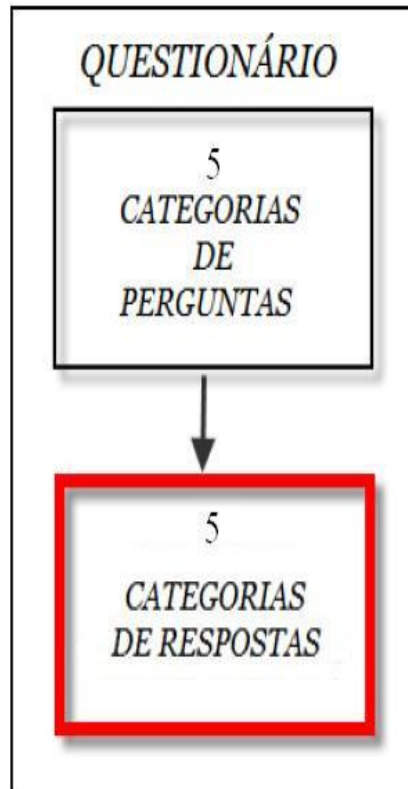 QUESTIONÁRIO
5
CATEGORIAS
DE
PERGUNTAS
5
CATEGORIAS
DE RESPOSTAS